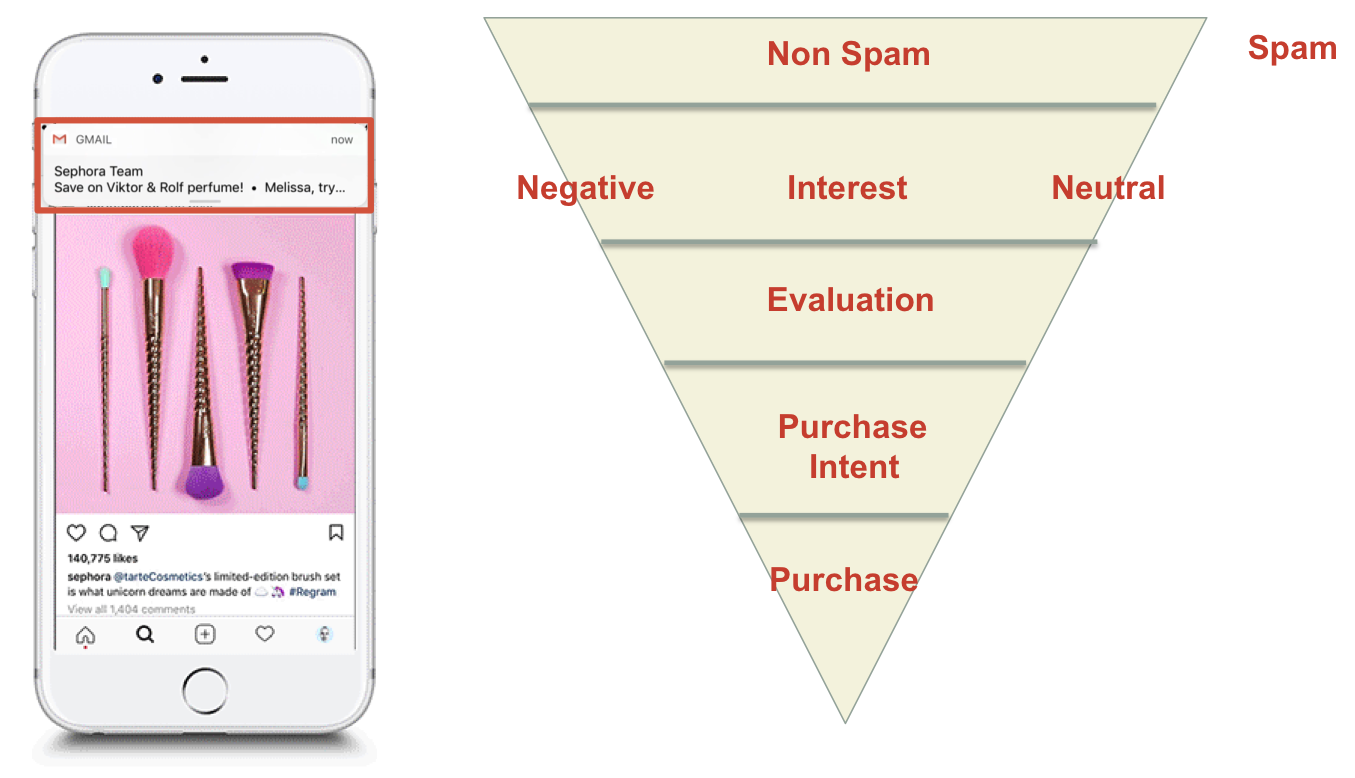 GMAIL
now
Sephora Team
Save on Viktor & Rolf perfume! • Melissa, try...
140,775 likes
sephora @tarteCosmetics's limited-edition brush set
is what unicorn dreams are made of ☁️ 🦄 #Regram
View all 1,404 comments
Non Spam
Spam
Negative
Interest
Neutral
Evaluation
Purchase
Intent
Purchase